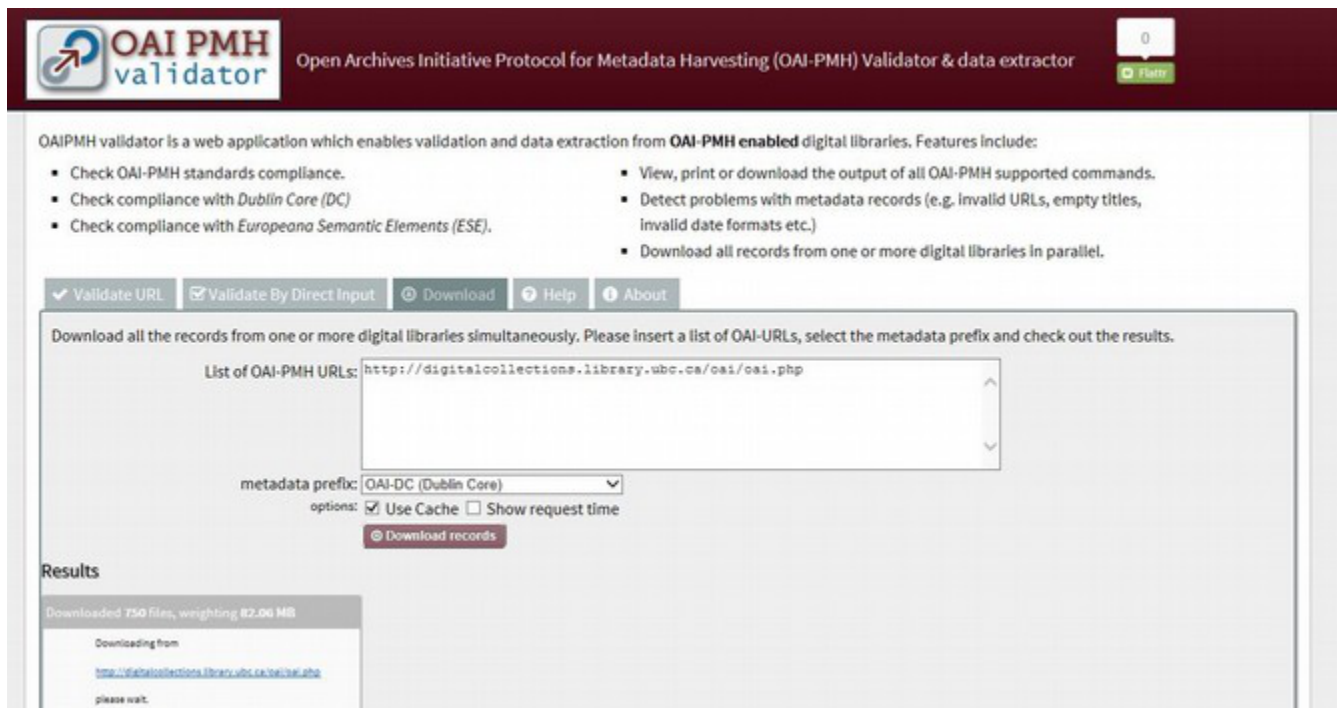 OAI PMH
validator
Open Archives Initiative Protocol for Metadata Harvesting (OAI-PMH) Validator & data extractor
0
Flattr
OAIPMH validator is a web application which enables validation and data extraction from OAI-PMH enabled digital libraries. Features include:
Check OAI-PMH standards compliance.
Check compliance with Dublin Core (DC)
Check compliance with Europeana Semantic Elements (ESE).
View, print or download the output of all OAI-PMH supported commands.
Detect problems with metadata records (e.g. invalid URLs, empty titles,
invalid date formats etc.)
Download all records from one or more digital libraries in parallel.
Validate URL Validate By Direct Input Download Help About
Download all the records from one or more digital libraries simultaneously. Please insert a list of OAI-URLs, select the metadata prefix and check out the results.
List of OAI-PMH URLs: http://digitalcollections.library.ubc.ca/oai/oai.php
metadata prefix: OAI-DC (Dublin Core)
options: Use Cache Show request time
Download records
Results
Downloaded 750 files, weighting 82.06 MB
Downloading from
http://digitalcollections.library.ubc.ca/oai/oai.php
please wait.